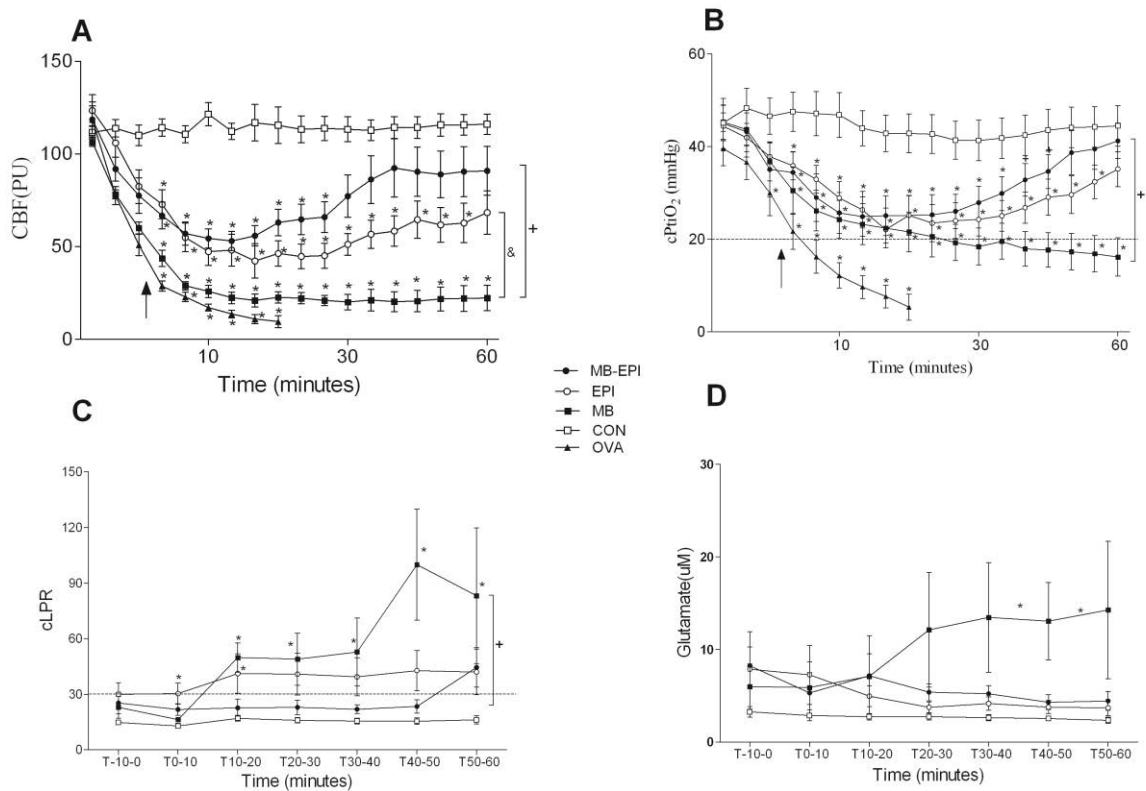 A
150
100
50
0
CBF(PU)
*
+
&
10
30
60
Time (minutes)
B
60
40
20
0
cPtiO2 (mmHg)
*
+
10
30
60
Time (minutes)
MB-EPI
EPI
MB
CON
OVA
C
150
120
90
60
30
0
cLPR
*
+
T-10-0 T0-10 T10-20 T20-30 T30-40 T40-50 T50-60
Time (minutes)
D
30
20
10
0
Glutamate(uM)
* *
T-10-0 T0-10 T10-20 T20-30 T30-40 T40-50 T50-60
Time (minutes)